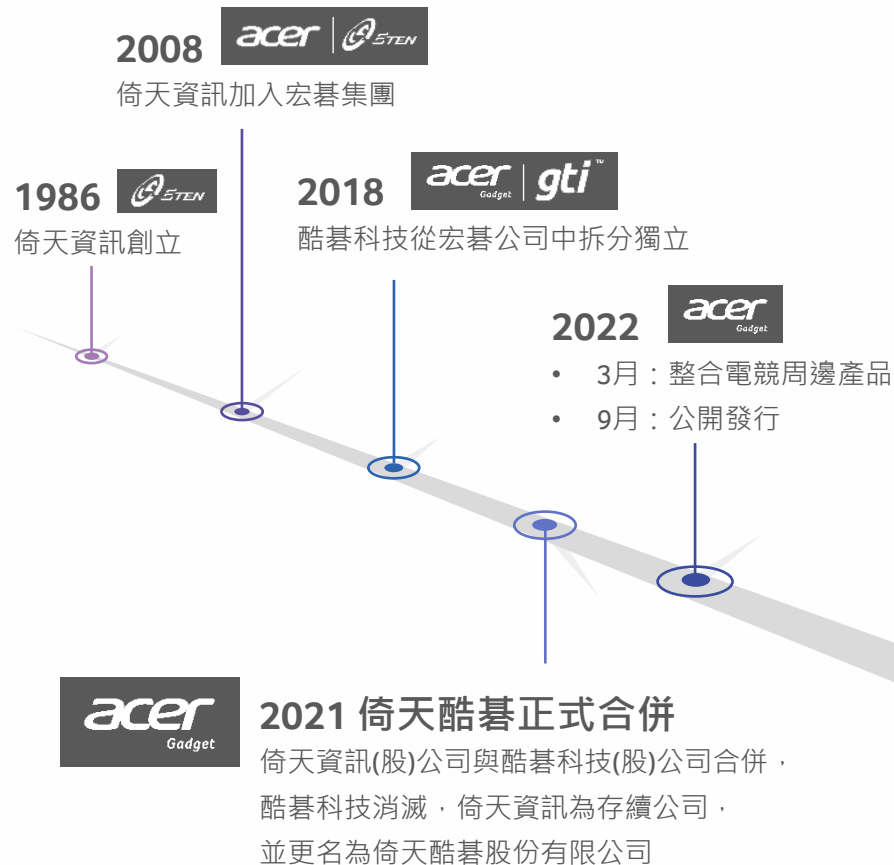 2008 acer | ETEN
倚天資訊加入宏碁集團
1986 ETEN
倚天資訊創立
2018 acer Gadget | gti™
酷碁科技從宏碁公司中拆分獨立
2022 acer Gadget
• 3月：整合電競周邊產品
• 9月：公開發行
acer Gadget
2021 倚天酷碁正式合併
倚天資訊(股)公司與酷碁科技(股)公司合併，
酷碁科技消滅，倚天資訊為存續公司，
並更名為倚天酷碁股份有限公司